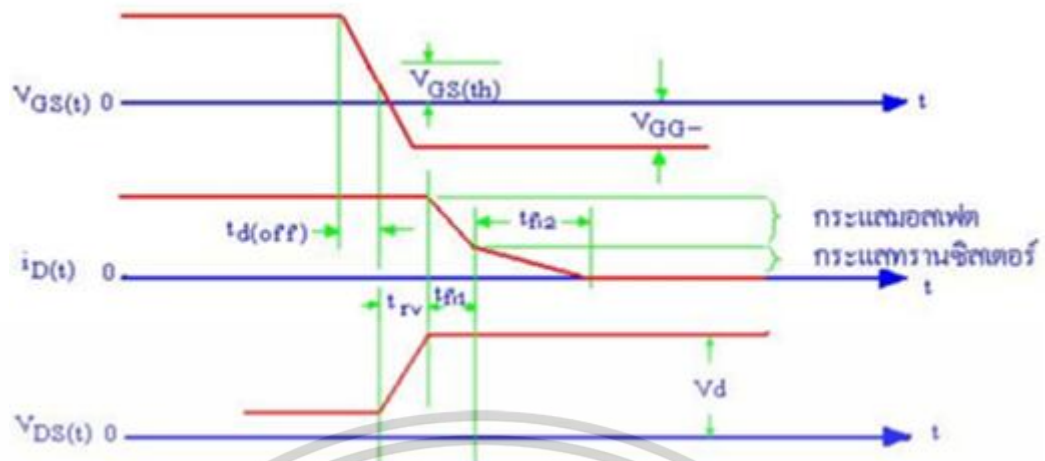 VGS(t) 0
VGS(th)
t
VGG-
td(off)
tfi2
กระแสมอสเฟต
กระแสทรานซิสเตอร์
iD(t) 0
t
trv
tfi1
Vd
VDS(t) 0
t